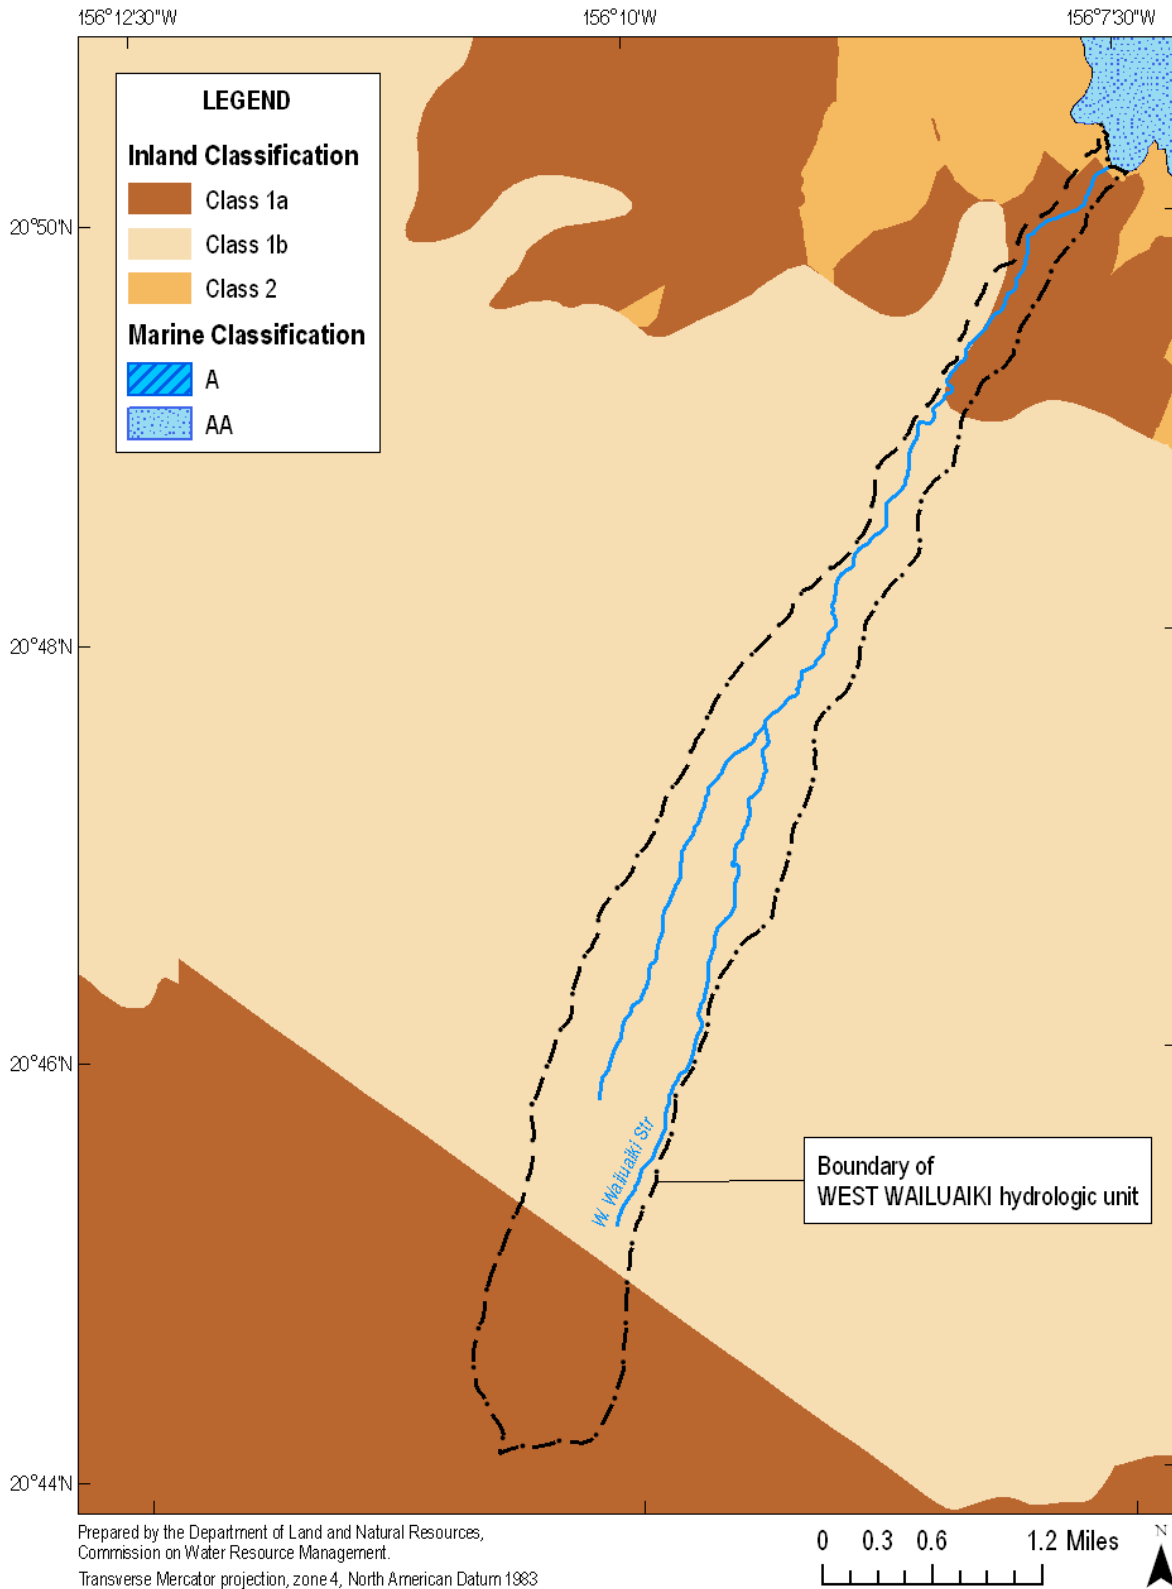 156°12'30"W 156°10'W 156°7'30"W
LEGEND
Inland Classification
Class 1a
Class 1b
Class 2
Marine Classification
A
AA
20°50'N
20°48'N
20°46'N
W. Wailuaiki Str
Boundary of
WEST WAILUAIKI hydrologic unit
20°44'N
Prepared by the Department of Land and Natural Resources,
Commission on Water Resource Management.
Transverse Mercator projection, zone 4, North American Datum 1983
0 0.3 0.6 1.2 Miles
N